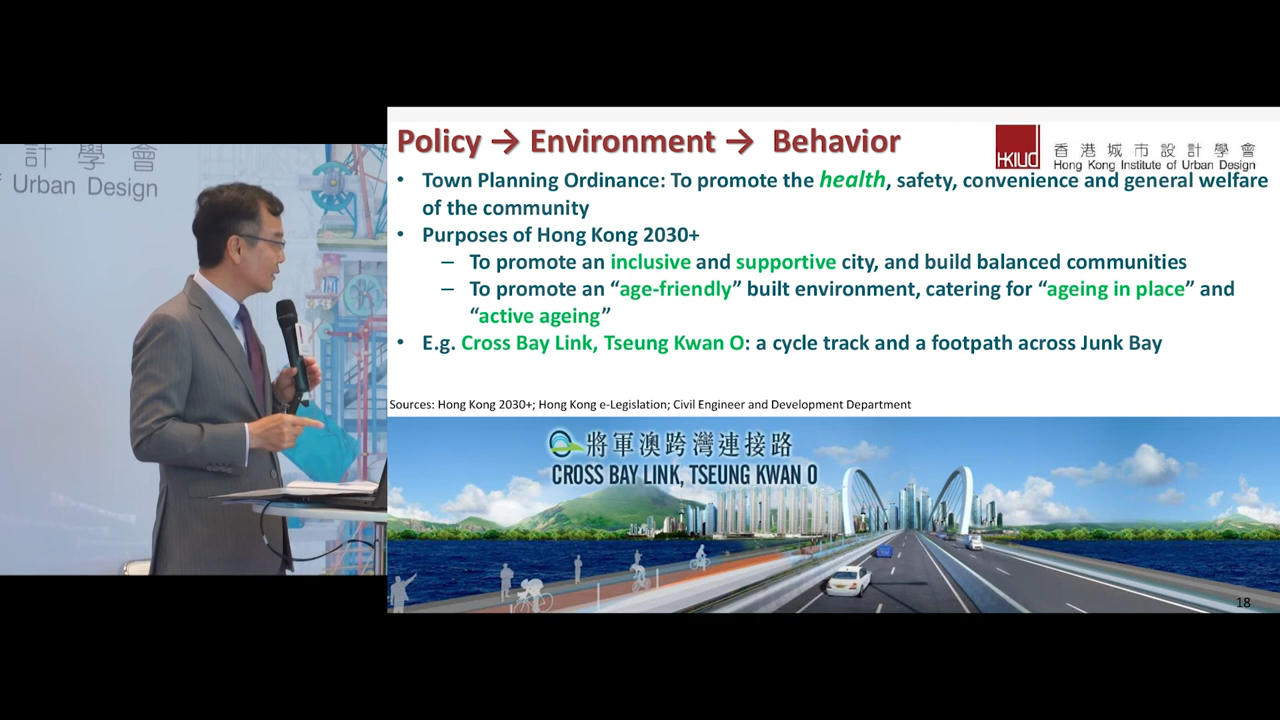 計 學 會
Urban Design
Policy → Environment → Behavior
HKIUD
香 港 城 市 設 計 學 會
Hong Kong Institute of Urban Design
• Town Planning Ordinance: To promote the health, safety, convenience and general welfare
of the community
• Purposes of Hong Kong 2030+
– To promote an inclusive and supportive city, and build balanced communities
– To promote an “age-friendly” built environment, catering for “ageing in place” and
“active ageing”
• E.g. Cross Bay Link, Tseung Kwan O: a cycle track and a footpath across Junk Bay
Sources: Hong Kong 2030+; Hong Kong e-Legislation; Civil Engineer and Development Department
將軍澳跨灣連接路
CROSS BAY LINK, TSEUNG KWAN O
18